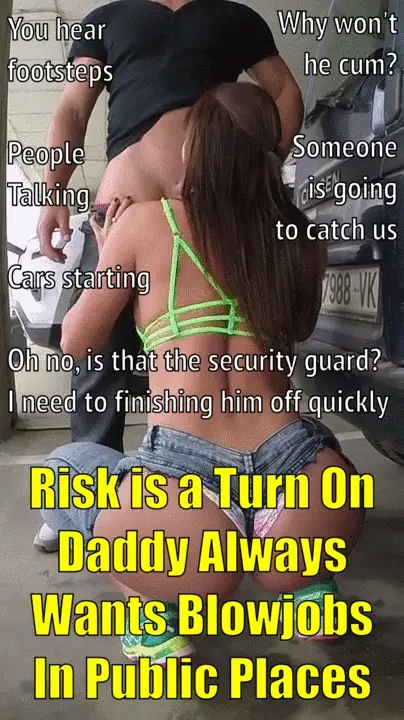 You hear
footsteps
Why won't
he cum?
People
Talking
Someone
is going
to catch us
Cars starting
7988-VK
Oh no, is that the security guard?
I need to finishing him off quickly
Risk is a Turn On
Daddy Always
Wants Blowjobs
In Public Places